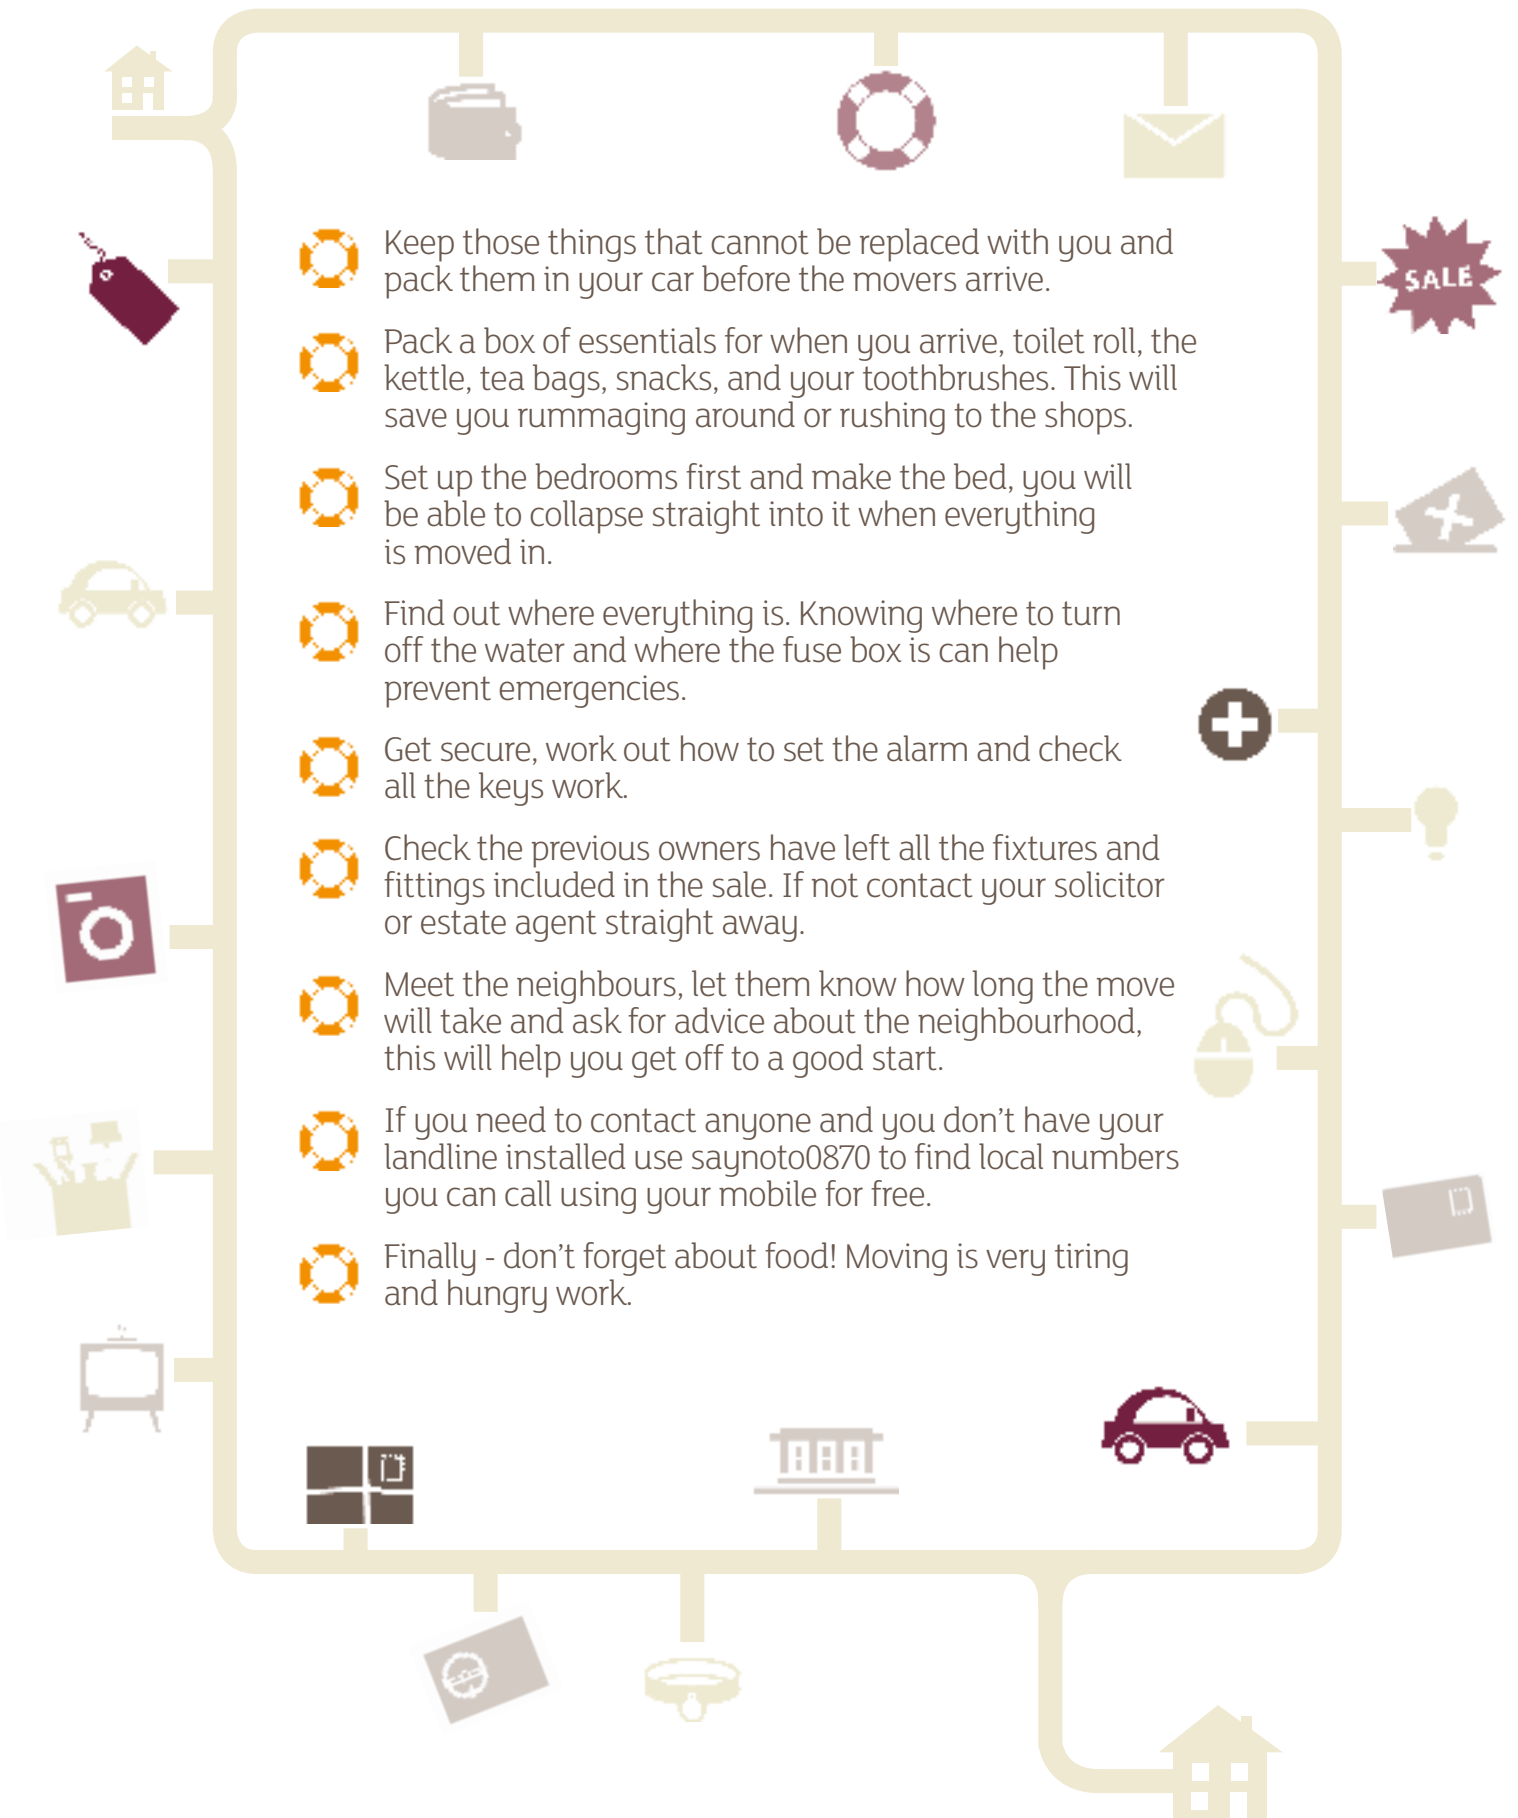 SALE
Keep those things that cannot be replaced with you and
pack them in your car before the movers arrive.
Pack a box of essentials for when you arrive, toilet roll, the
kettle, tea bags, snacks, and your toothbrushes. This will
save you rummaging around or rushing to the shops.
Set up the bedrooms first and make the bed, you will
be able to collapse straight into it when everything
is moved in.
Find out where everything is. Knowing where to turn
off the water and where the fuse box is can help
prevent emergencies.
Get secure, work out how to set the alarm and check
all the keys work.
Check the previous owners have left all the fixtures and
fittings included in the sale. If not contact your solicitor
or estate agent straight away.
Meet the neighbours, let them know how long the move
will take and ask for advice about the neighbourhood,
this will help you get off to a good start.
If you need to contact anyone and you don’t have your
landline installed use saynoto0870 to find local numbers
you can call using your mobile for free.
Finally - don’t forget about food! Moving is very tiring
and hungry work.